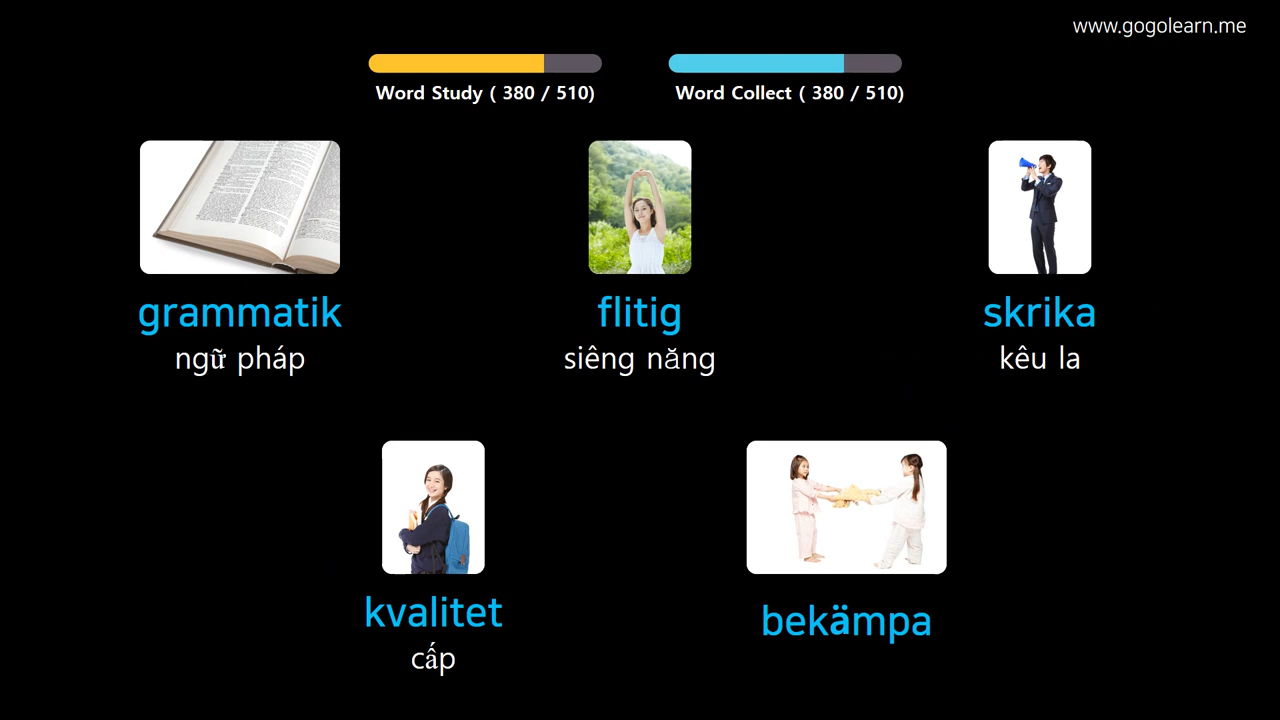 www.gogolearn.me
Word Study ( 380 / 510)
Word Collect ( 380 / 510)
grammatik
ngữ pháp
flitig
siêng năng
skrika
kêu la
kvalitet
cấp
bekämpa